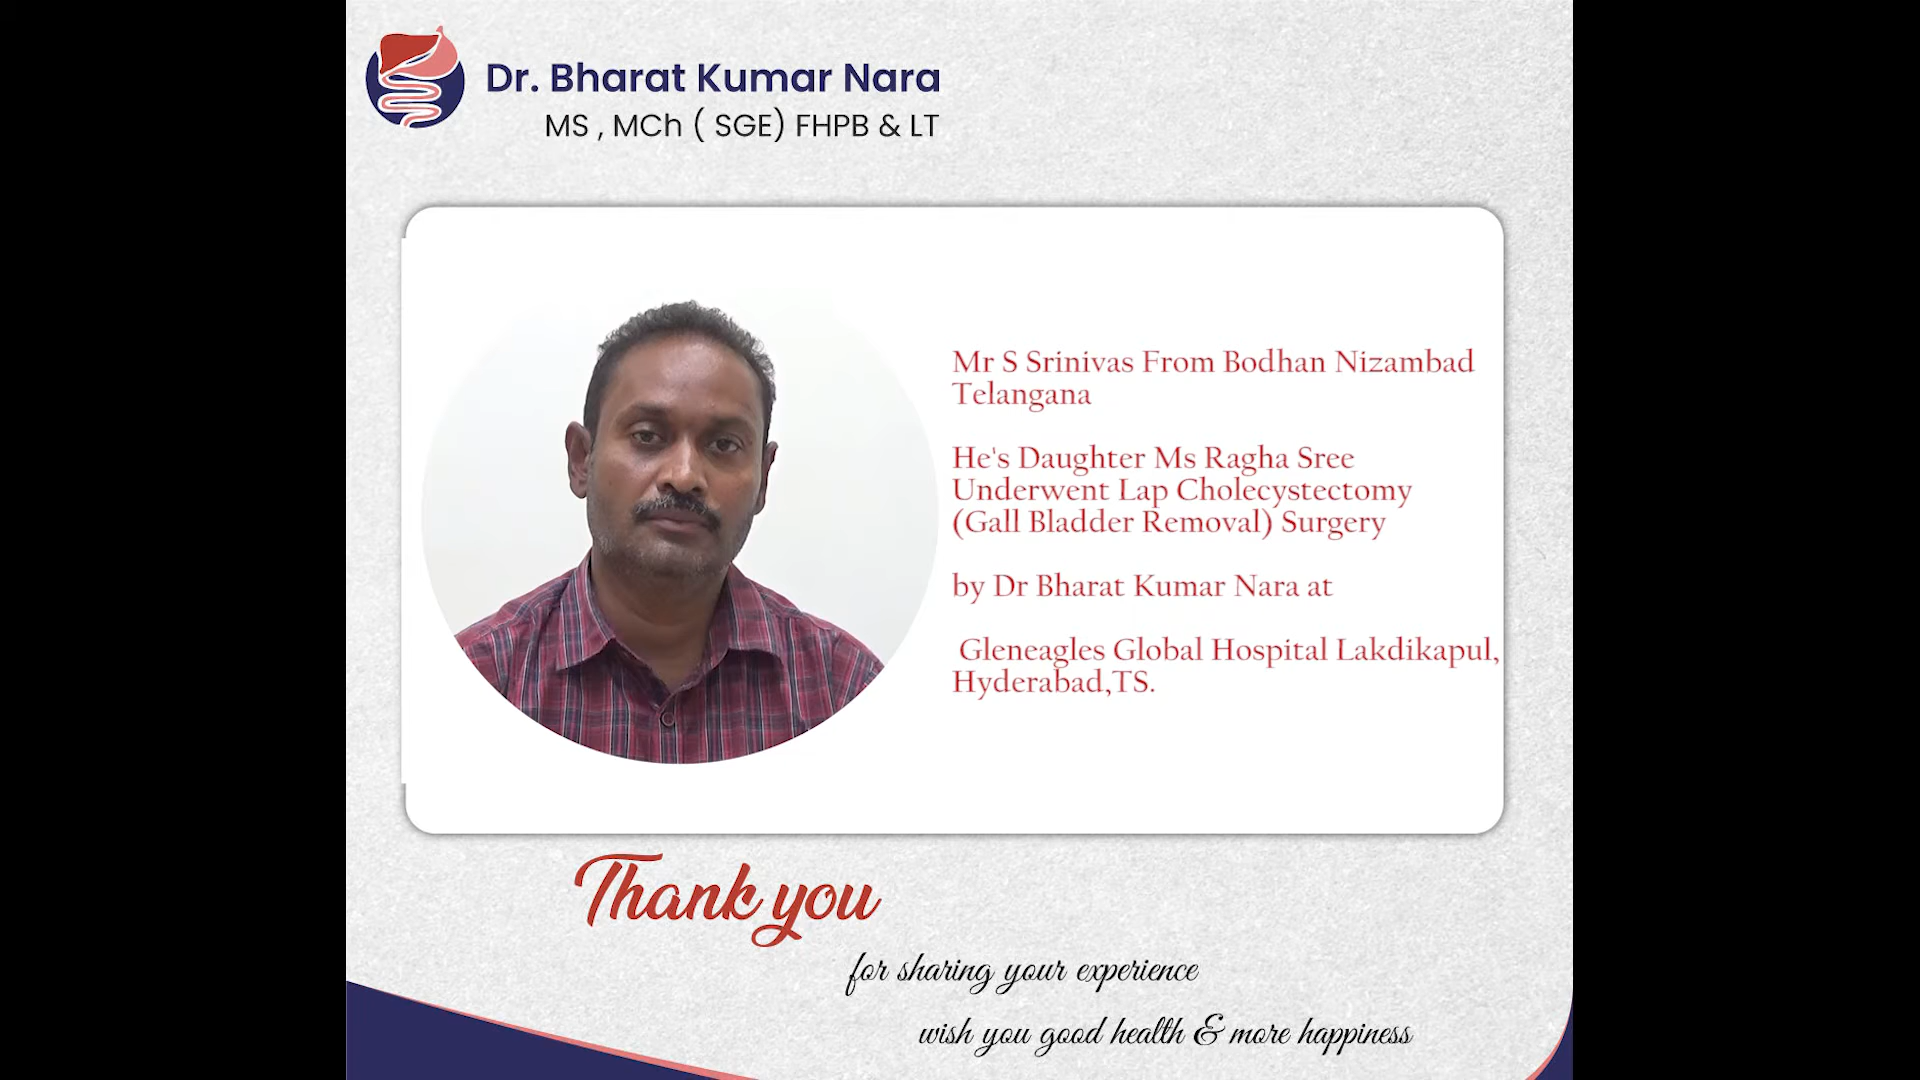 Dr. Bharat Kumar Nara
MS , MCh ( SGE) FHPB & LT
Mr S Srinivas From Bodhan Nizambad
Telangana
He's Daughter Ms Ragha Sree
Underwent Lap Cholecystectomy
(Gall Bladder Removal) Surgery
by Dr Bharat Kumar Nara at
Gleneagles Global Hospital Lakdikapul,
Hyderabad,TS.
Thank you
for sharing your experience
wish you good health & more happiness